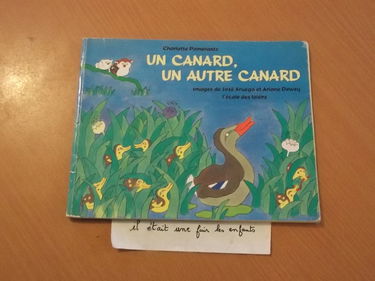 Charlotte Pomerantz
UN CANARD,
UN AUTRE CANARD
images de José Aruego et Ariane Dewey
l'école des loisirs
il était une fois les enfants